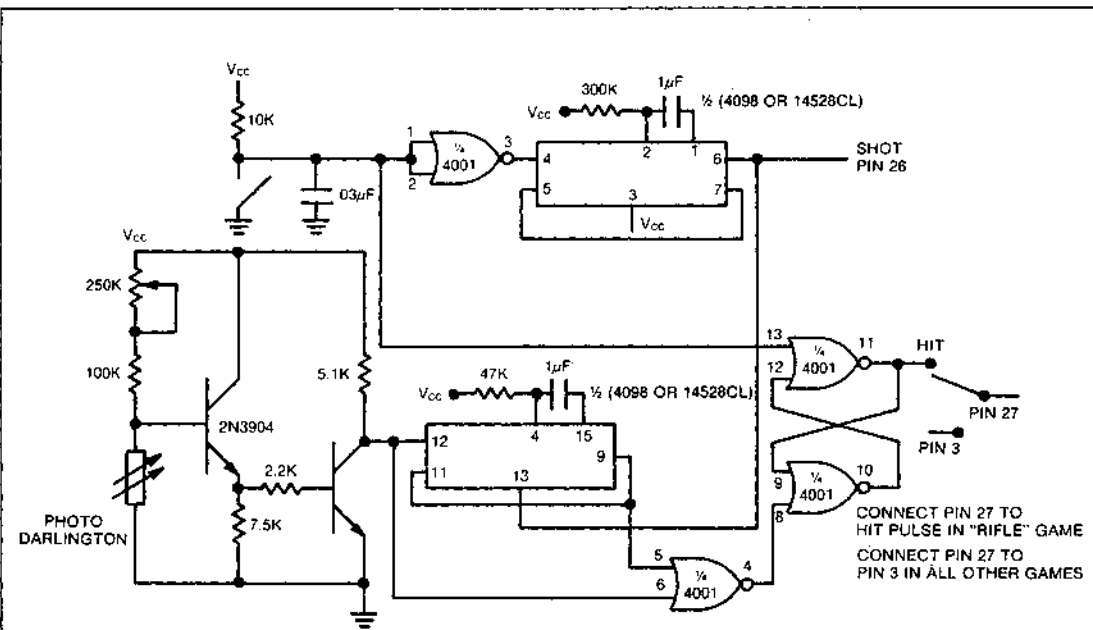 Vcc
10K
.03µF
1
2
¼
4001
3
300K
1µF
½ (4098 OR 14528CL)
Vcc
4
5
2
1
3
Vcc
6
7
SHOT
PIN 26
Vcc
250K
100K
2N3904
PHOTO
DARLINGTON
2.2K
7.5K
5.1K
47K
1µF
½ (4098 OR 14528CL)
Vcc
12
11
4
15
13
9
5
6
¼
4001
4
13
12
¼
4001
11
HIT
PIN 27
PIN 3
9
8
¼
4001
10
CONNECT PIN 27 TO
HIT PULSE IN "RIFLE" GAME
CONNECT PIN 27 TO
PIN 3 IN ALL OTHER GAMES